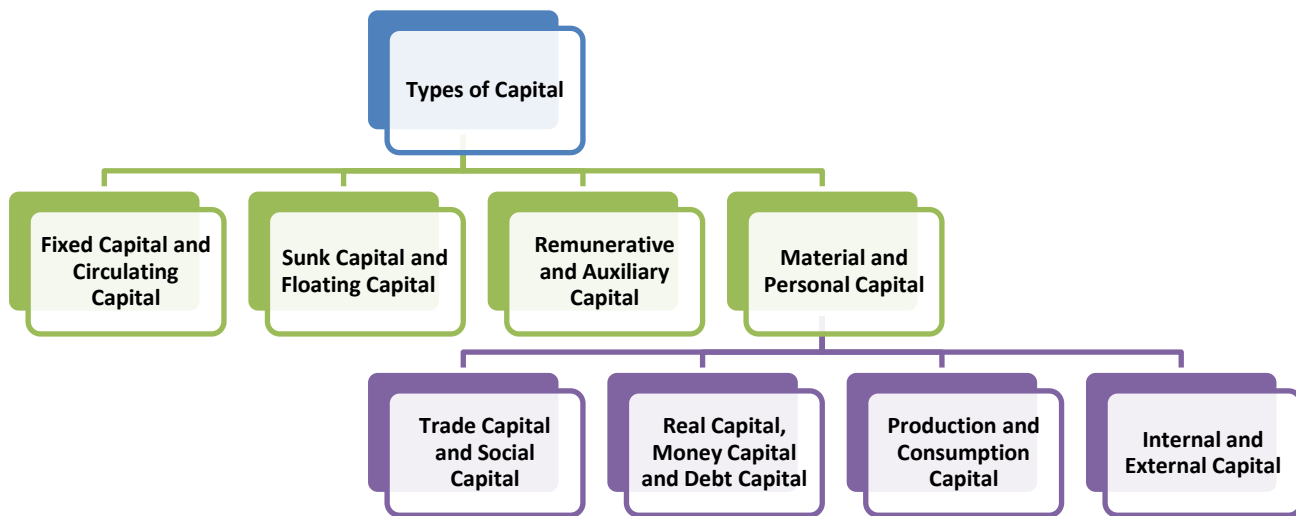 Types of Capital
Fixed Capital and
Circulating
Capital
Sunk Capital and
Floating Capital
Remunerative
and Auxiliary
Capital
Material and
Personal Capital
Trade Capital
and Social
Capital
Real Capital,
Money Capital
and Debt Capital
Production and
Consumption
Capital
Internal and
External Capital